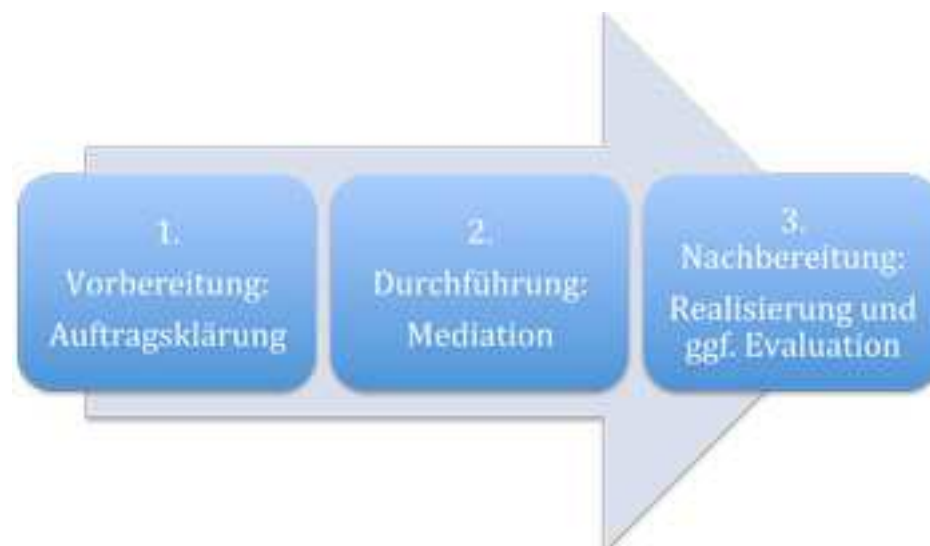 1.
Vorbereitung:
Auftragsklärung
2.
Durchführung:
Mediation
3.
Nachbereitung:
Realisierung und
ggf. Evaluation